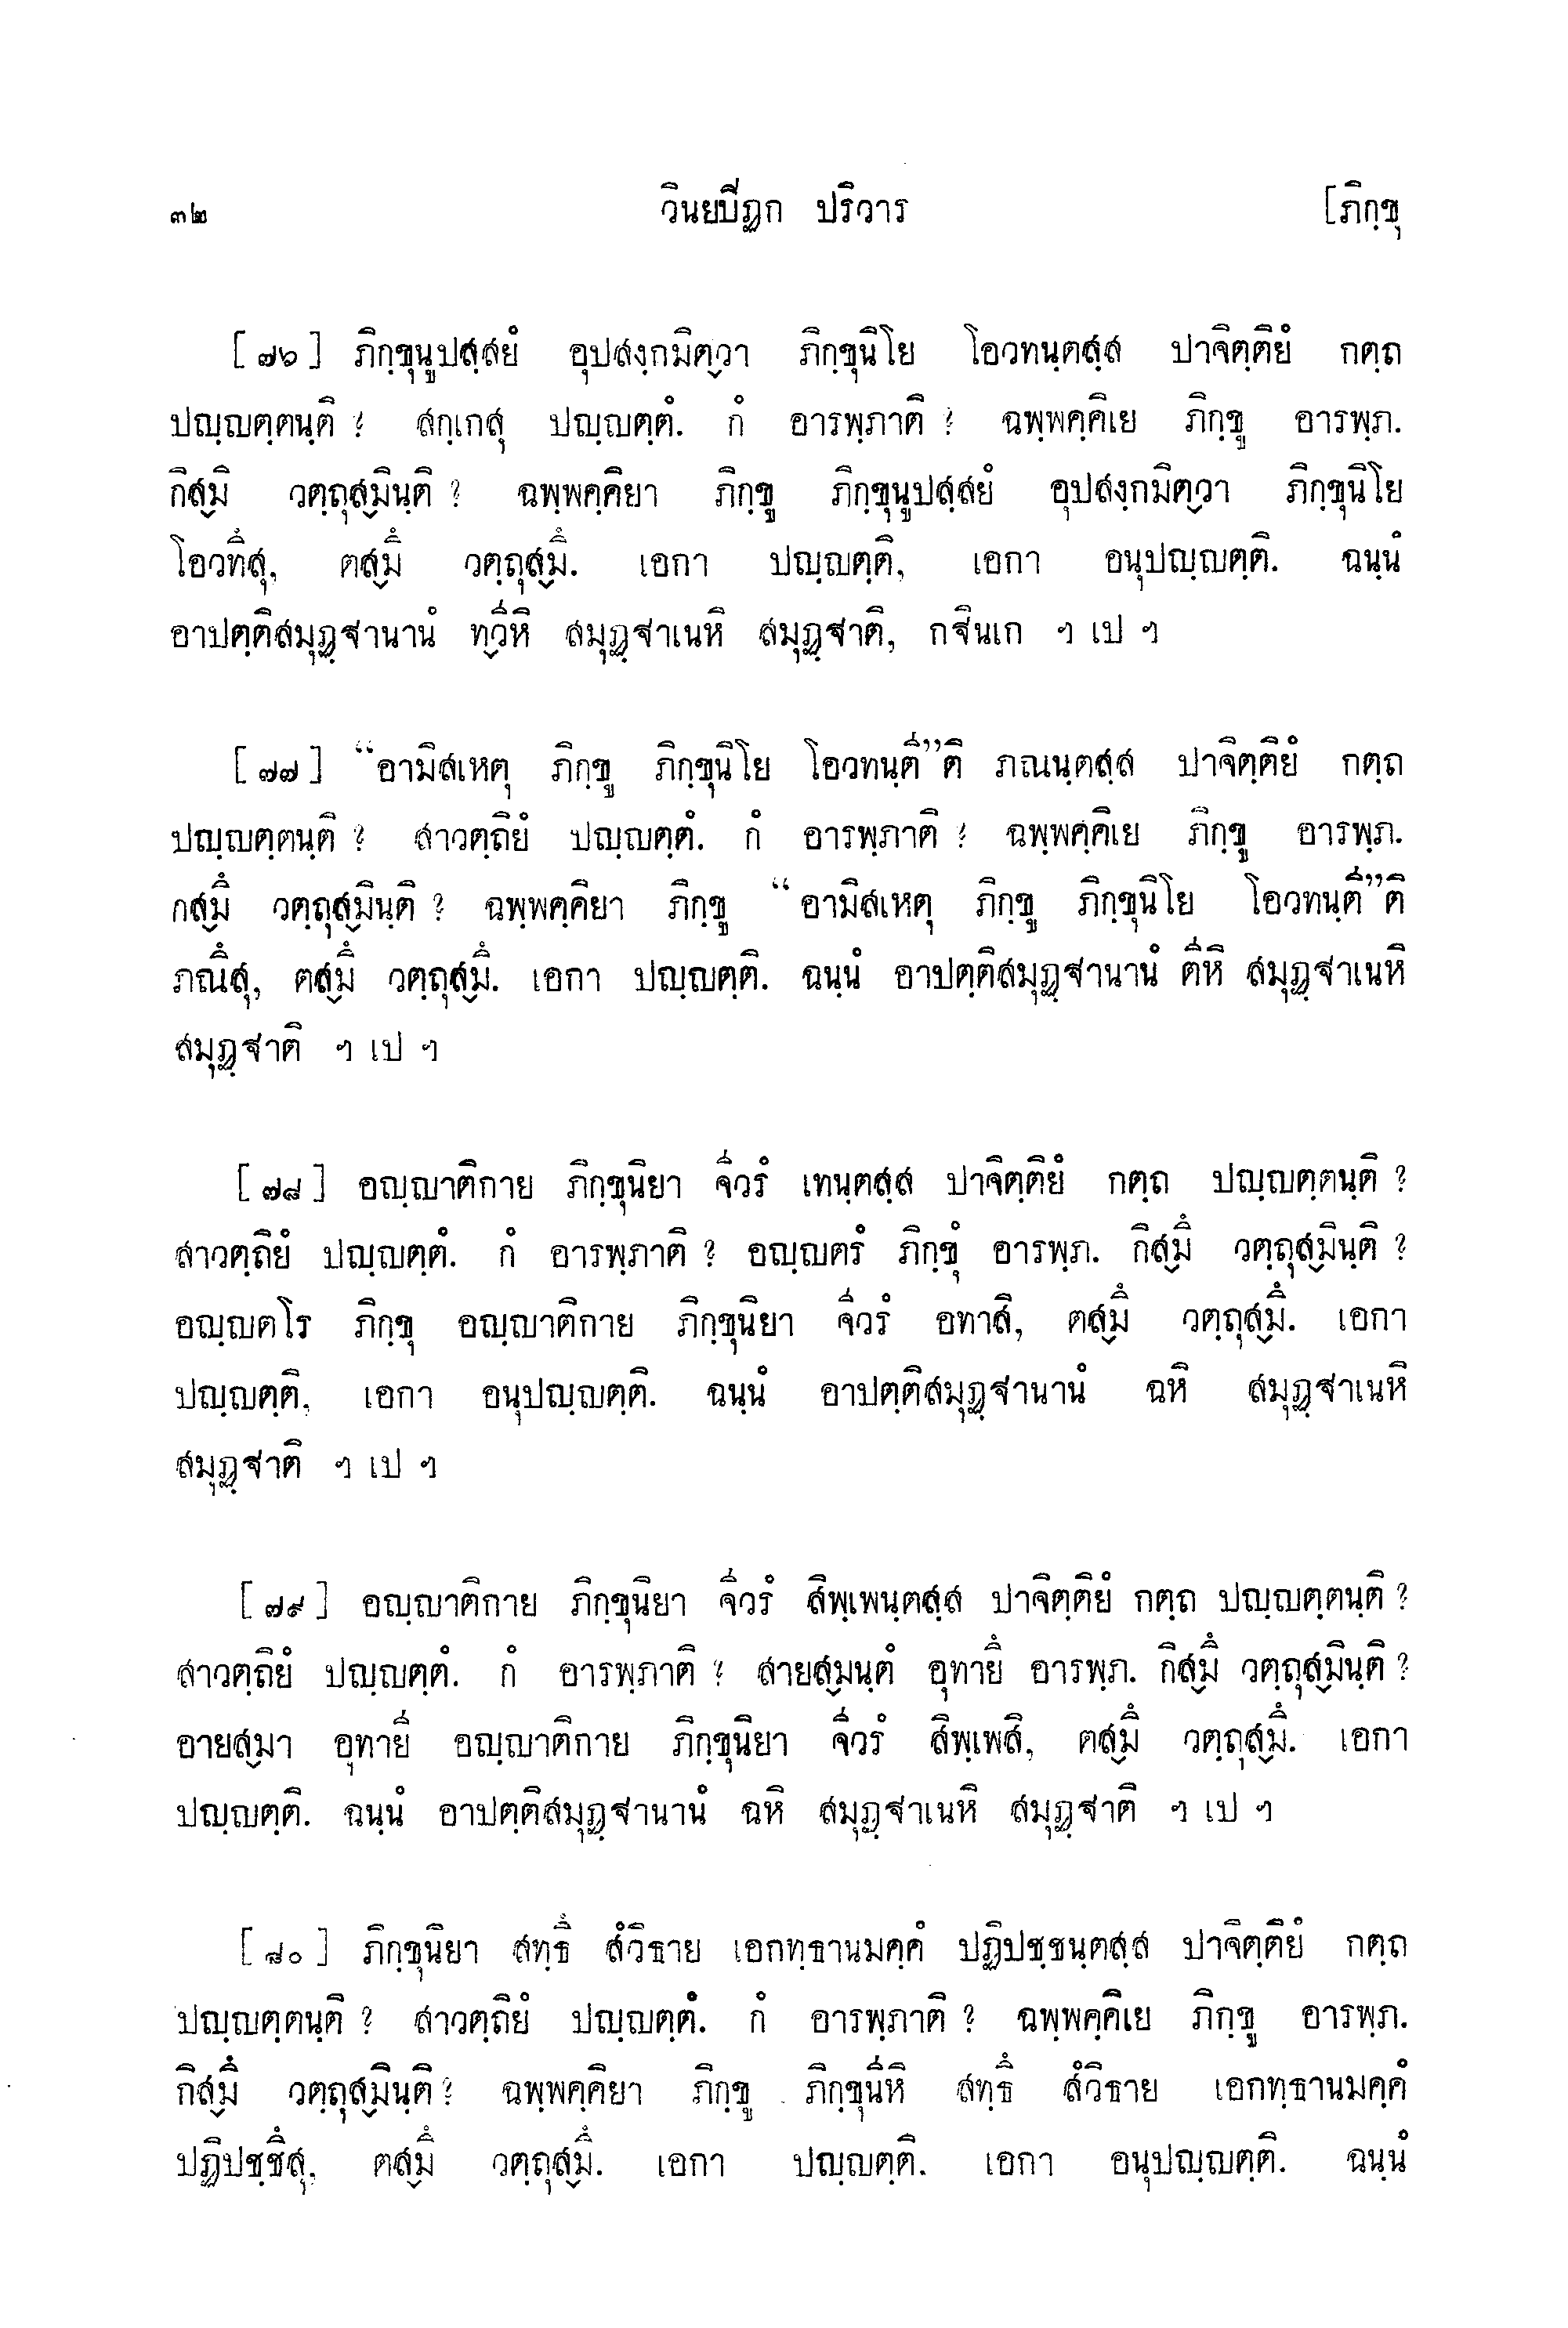 ๓๒ วินยปีฏก ปริวาร [ภิกฺขุ
[๗๖] ภิกฺขุนูปสฺสยํ อุปสงฺกมิตฺวา ภิกฺขุนิโย โอวทนฺตสฺส ปาจิตฺติยํ กตฺถ
ปญฺญตฺตนฺติ ? สกฺเกสุ ปญฺญตฺตํ. กํ อารพฺภาติ ? ฉพฺพคฺคิเย ภิกฺขู อารพฺภ.
กิสฺมิ วตฺถุสฺมินฺติ ? ฉพฺพคฺคิยา ภิกฺขู ภิกฺขุนูปสฺสยํ อุปสงฺกมิตฺวา ภิกฺขุนิโย
โอวทึสุ, ตสฺมึ วตฺถุสฺมึ. เอกา ปญฺญตฺติ, เอกา อนุปญฺญตฺติ. ฉนฺนํ
อาปตฺติสมุฏฺฐานานํ ทฺวีหิ สมุฏฺฐาเนหิ สมุฏฺฐาติ, กฐินเก ฯ เป ฯ
[๗๗] “อามิสเหตุ ภิกฺขู ภิกฺขุนิโย โอวทนฺตี”ติ ภณนฺตสฺส ปาจิตฺติยํ กตฺถ
ปญฺญตฺตนฺติ ? สาวตฺถิยํ ปญฺญตฺตํ. กํ อารพฺภาติ ? ฉพฺพคฺคิเย ภิกฺขู อารพฺภ.
กสฺมึ วตฺถุสฺมินฺติ ? ฉพฺพคฺคิยา ภิกฺขู “อามิสเหตุ ภิกฺขู ภิกฺขุนิโย โอวทนฺตี”ติ
ภณึสุ, ตสฺมึ วตฺถุสฺมึ. เอกา ปญฺญตฺติ. ฉนฺนํ อาปตฺติสมุฏฺฐานานํ ตีหิ สมุฏฺฐาเนหิ
สมุฏฺฐาติ ฯ เป ฯ
[๗๘] อญฺญาติกาย ภิกฺขุนิยา จีวรํ เทนฺตสฺส ปาจิตฺติยํ กตฺถ ปญฺญตฺตนฺติ ?
สาวตฺถิยํ ปญฺญตฺตํ. กํ อารพฺภาติ ? อญฺญตรํ ภิกฺขุํ อารพฺภ. กิสฺมึ วตฺถุสฺมินฺติ ?
อญฺญตโร ภิกฺขุ อญฺญาติกาย ภิกฺขุนิยา จีวรํ อทาสิ, ตสฺมึ วตฺถุสฺมึ. เอกา
ปญฺญตฺติ, เอกา อนุปญฺญตฺติ. ฉนฺนํ อาปตฺติสมุฏฺฐานานํ ฉหิ สมุฏฺฐาเนหิ
สมุฏฺฐาติ ฯ เป ฯ
[๗๙] อญฺญาติกาย ภิกฺขุนิยา จีวรํ สิพฺเพนฺตสฺส ปาจิตฺติยํ กตฺถ ปญฺญตฺตนฺติ ?
สาวตฺถิยํ ปญฺญตฺตํ. กํ อารพฺภาติ ? สายสฺมนฺตํ อุทายึ อารพฺภ. กิสฺมึ วตฺถุสฺมินฺติ ?
อายสฺมา อุทายี อญฺญาติกาย ภิกฺขุนิยา จีวรํ สิพฺเพสิ, ตสฺมึ วตฺถุสฺมึ. เอกา
ปญฺญตฺติ. ฉนฺนํ อาปตฺติสมุฏฺฐานานํ ฉหิ สมุฏฺฐาเนหิ สมุฏฺฐาติ ฯ เป ฯ
[๘๐] ภิกฺขุนิยา สทฺธึ สํวิธาย เอกทฺธานมคฺคํ ปฏิปชฺชนฺตสฺส ปาจิตฺติยํ กตฺถ
ปญฺญตฺตนฺติ ? สาวตฺถิยํ ปญฺญตฺตํ. กํ อารพฺภาติ ? ฉพฺพคฺคิเย ภิกฺขู อารพฺภ.
กิสฺมึ วตฺถุสฺมินฺติ ? ฉพฺพคฺคิยา ภิกฺขู ภิกฺขุนีหิ สทฺธึ สํวิธาย เอกทฺธานมคฺคํ
ปฏิปชฺชึสุ, ตสฺมึ วตฺถุสฺมึ. เอกา ปญฺญตฺติ. เอกา อนุปญฺญตฺติ. ฉนฺนํ